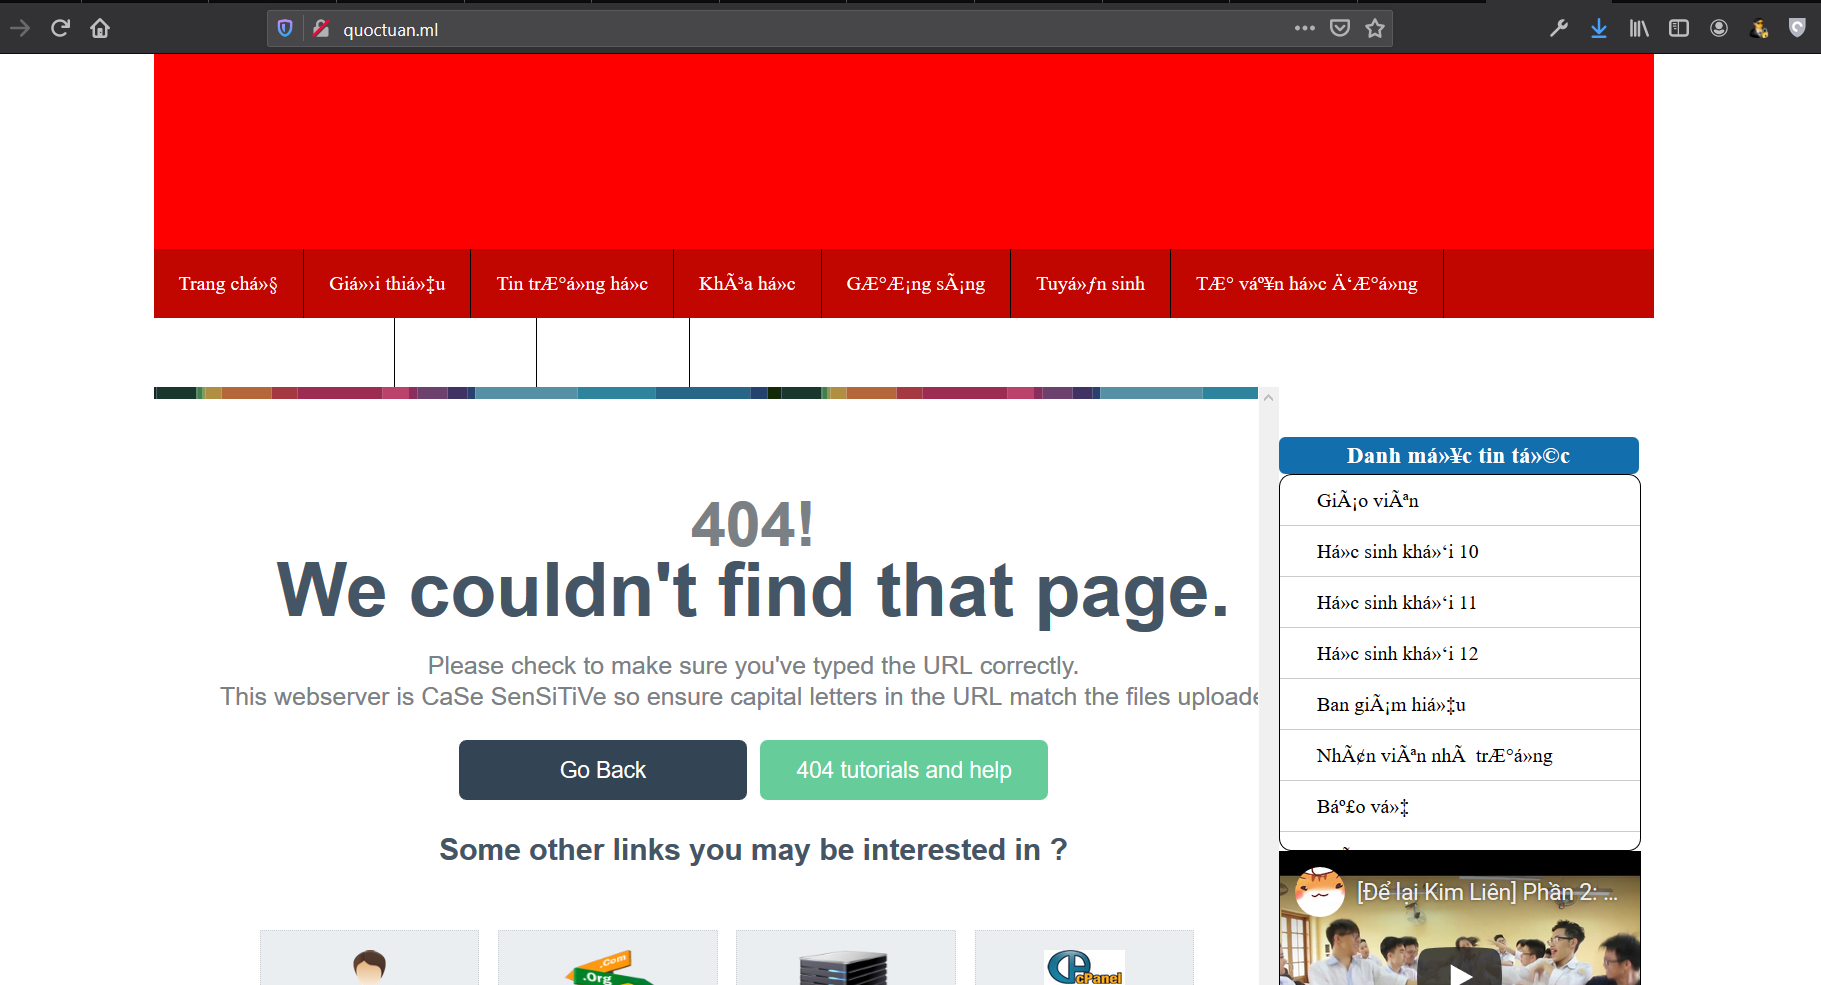 quoctuan.ml
Trang chá»§
Giá»›i thiá»‡u
Tin trÆ°á»ng há»c
KhÃ³a há»c
GÆ°Æ¡ng sÃ¡ng
Tuyá»ƒn sinh
TÆ° váº¥n há»c Ä‘Æ°á»ng
404!
We couldn't find that page.
Please check to make sure you've typed the URL correctly.
This webserver is CaSe SenSiTiVe so ensure capital letters in the URL match the files uploade
Go Back
404 tutorials and help
Some other links you may be interested in ?
.Com
.Org
cPanel
Danh má»¥c tin tá»©c
GiÃ¡o viÃªn
Há»c sinh khá»‘i 10
Há»c sinh khá»‘i 11
Há»c sinh khá»‘i 12
Ban giÃ¡m hiá»‡u
NhÃ¢n viÃªn nhÃ  trÆ°á»ng
Báº£o vá»‡
[Để lại Kim Liên] Phần 2: ...